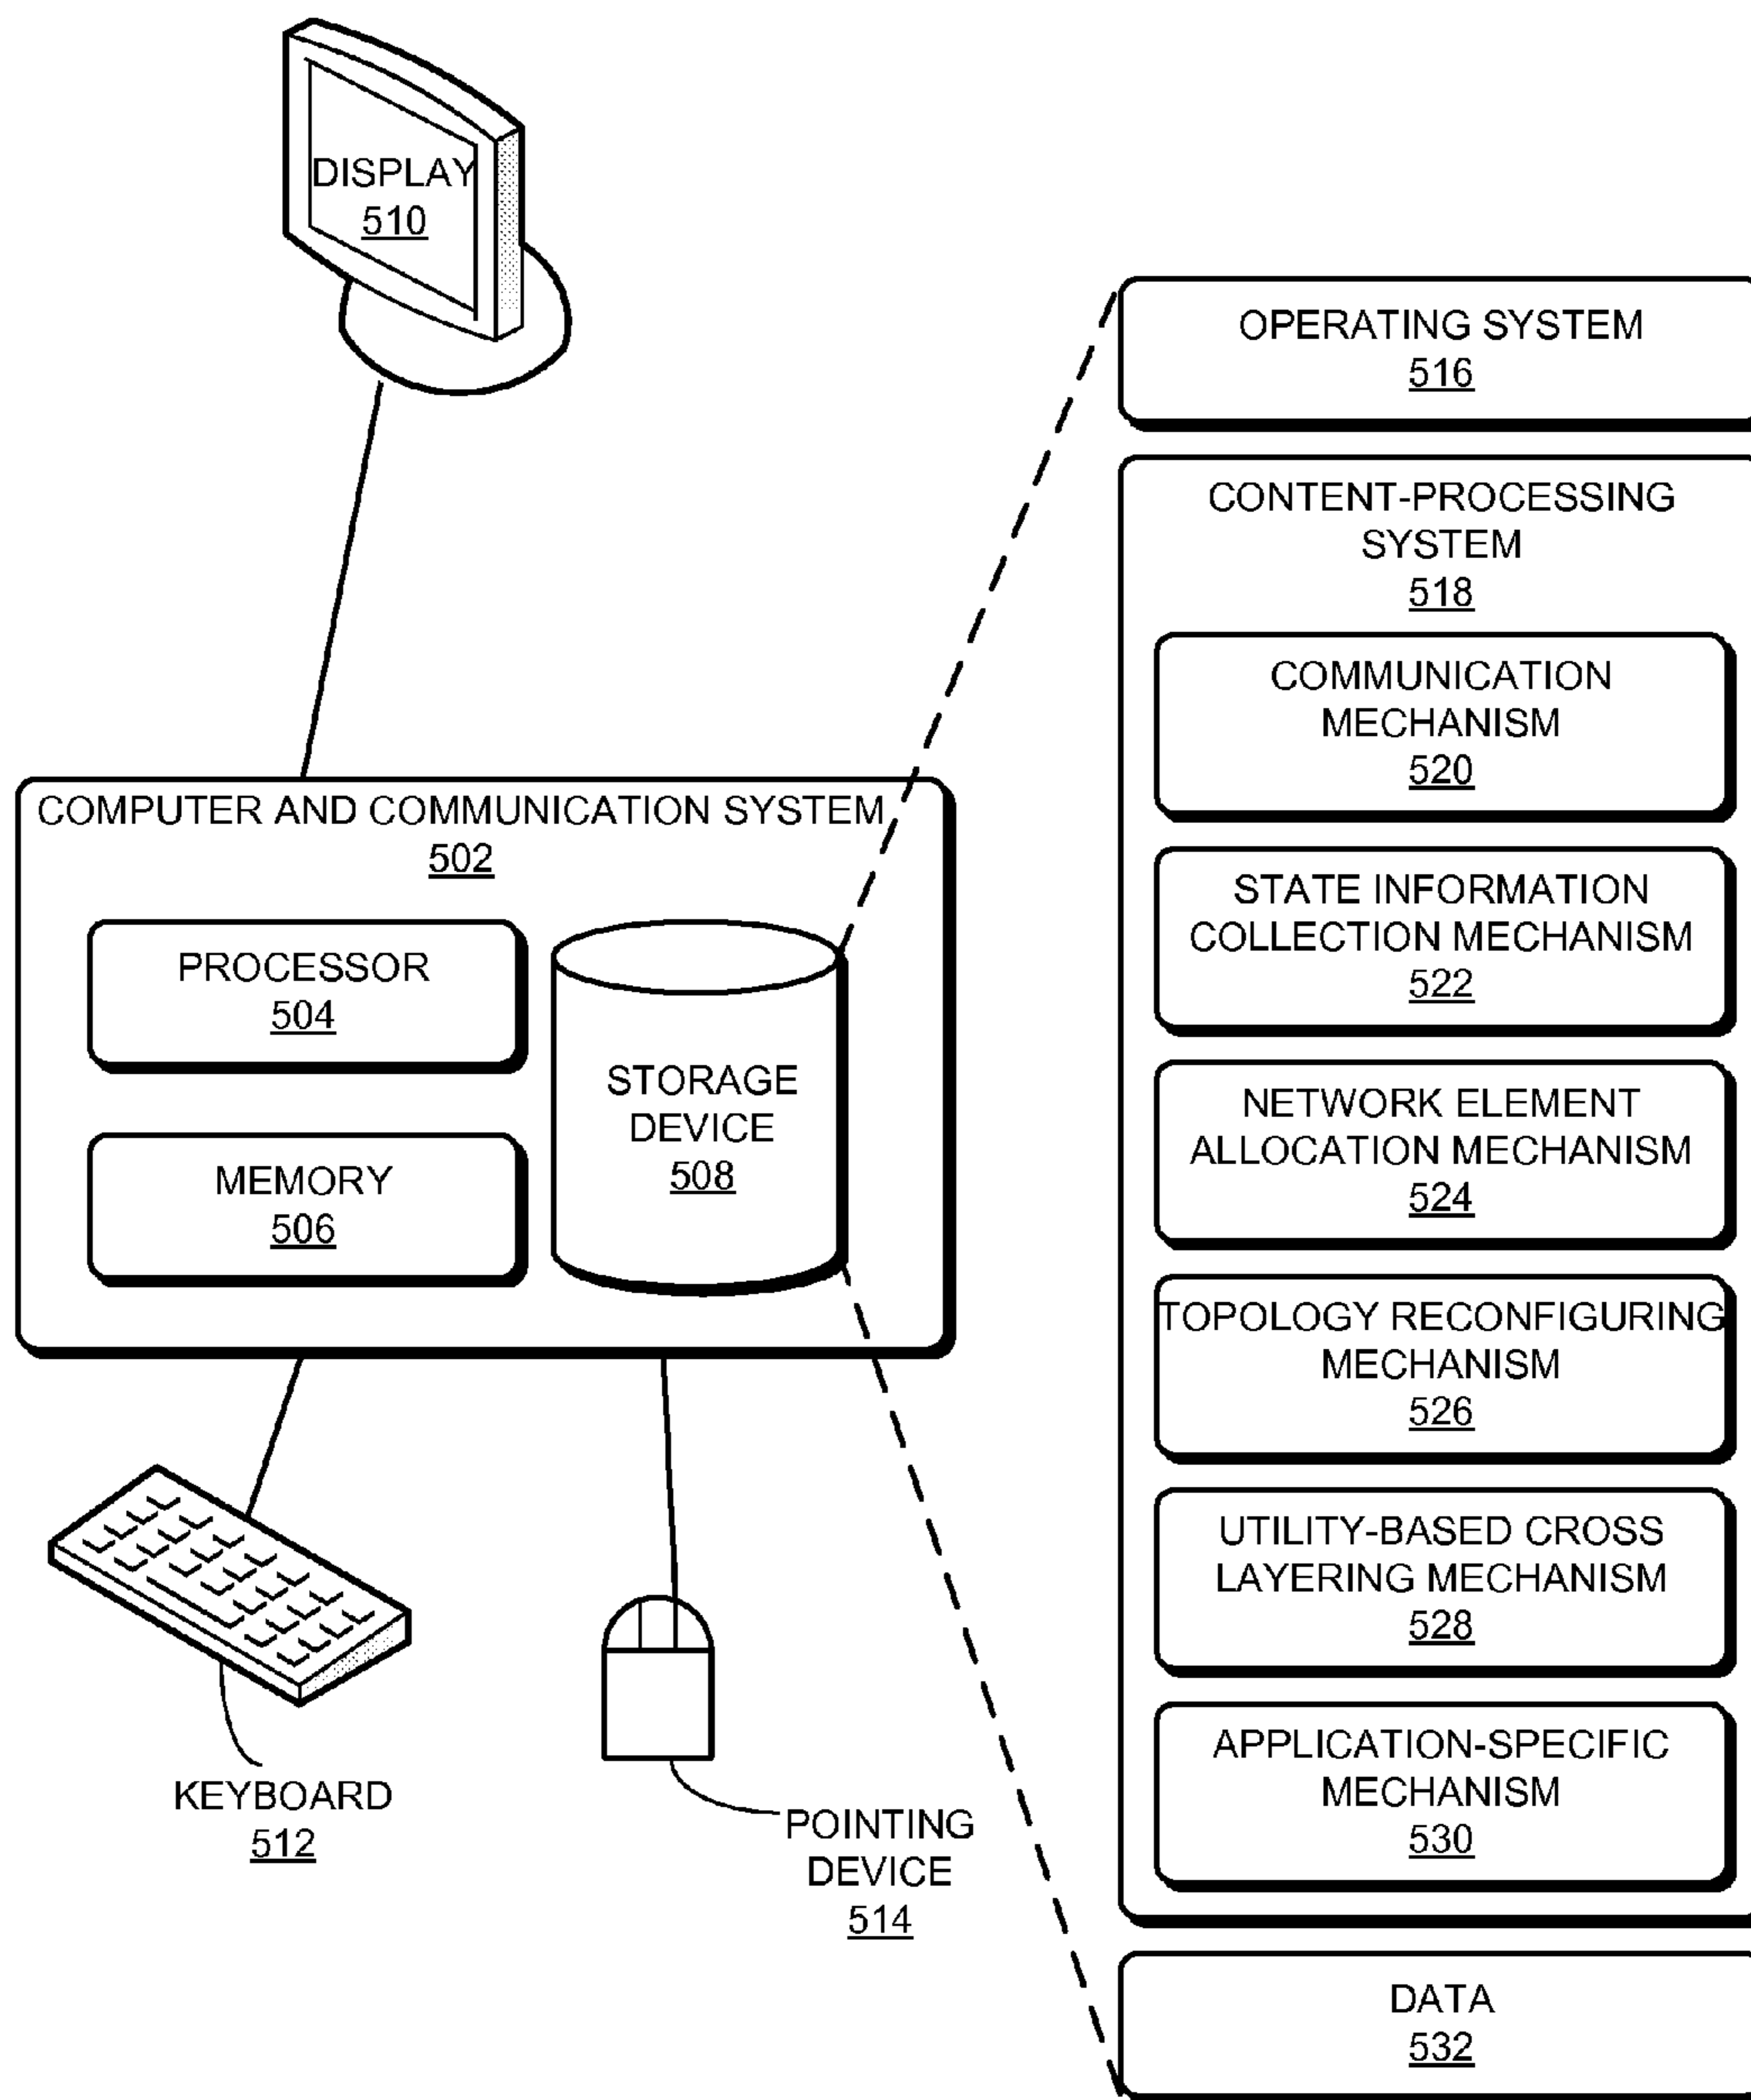 DISPLAY
510
COMPUTER AND COMMUNICATION SYSTEM
502
PROCESSOR
504
MEMORY
506
STORAGE
DEVICE
508
KEYBOARD
512
POINTING
DEVICE
514
OPERATING SYSTEM
516
CONTENT-PROCESSING
SYSTEM
518
COMMUNICATION
MECHANISM
520
STATE INFORMATION
COLLECTION MECHANISM
522
NETWORK ELEMENT
ALLOCATION MECHANISM
524
TOPOLOGY RECONFIGURING
MECHANISM
526
UTILITY-BASED CROSS
LAYERING MECHANISM
528
APPLICATION-SPECIFIC
MECHANISM
530
DATA
532